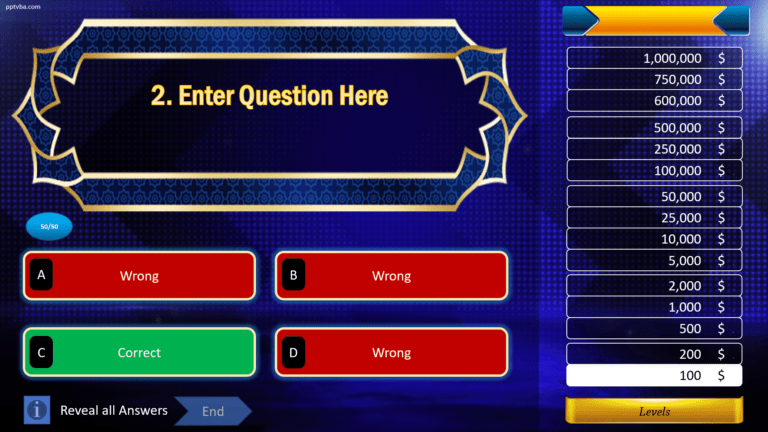 pptvba.com
2. Enter Question Here
50/50
A Wrong
B Wrong
C Correct
D Wrong
Reveal all Answers
End
1,000,000 $
750,000 $
600,000 $
500,000 $
250,000 $
100,000 $
50,000 $
25,000 $
10,000 $
5,000 $
2,000 $
1,000 $
500 $
200 $
100 $
Levels